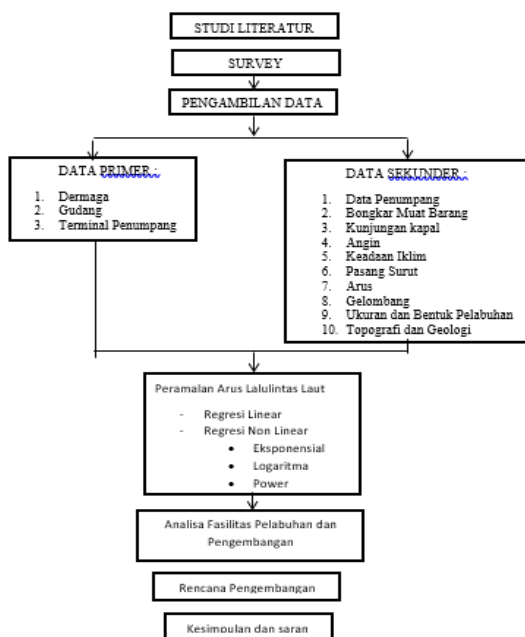 STUDI LITERATUR
SURVEY
PENGAMBILAN DATA
DATA PRIMER :
1. Dermaga
2. Gudang
3. Terminal Penumpang
DATA SEKUNDER :
1. Data Penumpang
2. Bongkar Muat Barang
3. Kunjungan kapal
4. Angin
5. Keadaan Iklim
6. Pasang Surut
7. Arus
8. Gelombang
9. Ukuran dan Bentuk Pelabuhan
10. Topografi dan Geologi
Peramalan Arus Lalulintas Laut
- Regresi Linear
- Regresi Non Linear
• Eksponensial
• Logaritma
• Power
Analisa Fasilitas Pelabuhan dan
Pengembangan
Rencana Pengembangan
Kesimpulan dan saran